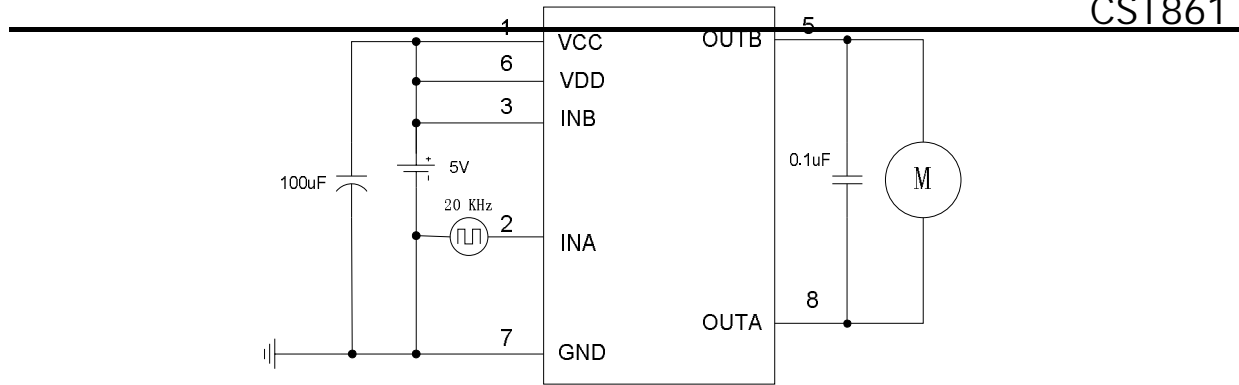 CST861
1
VCC
OUTB
5
6
VDD
3
INB
+
5V
-
0.1uF
M
100uF
20 KHz
2
INA
8
OUTA
7
GND